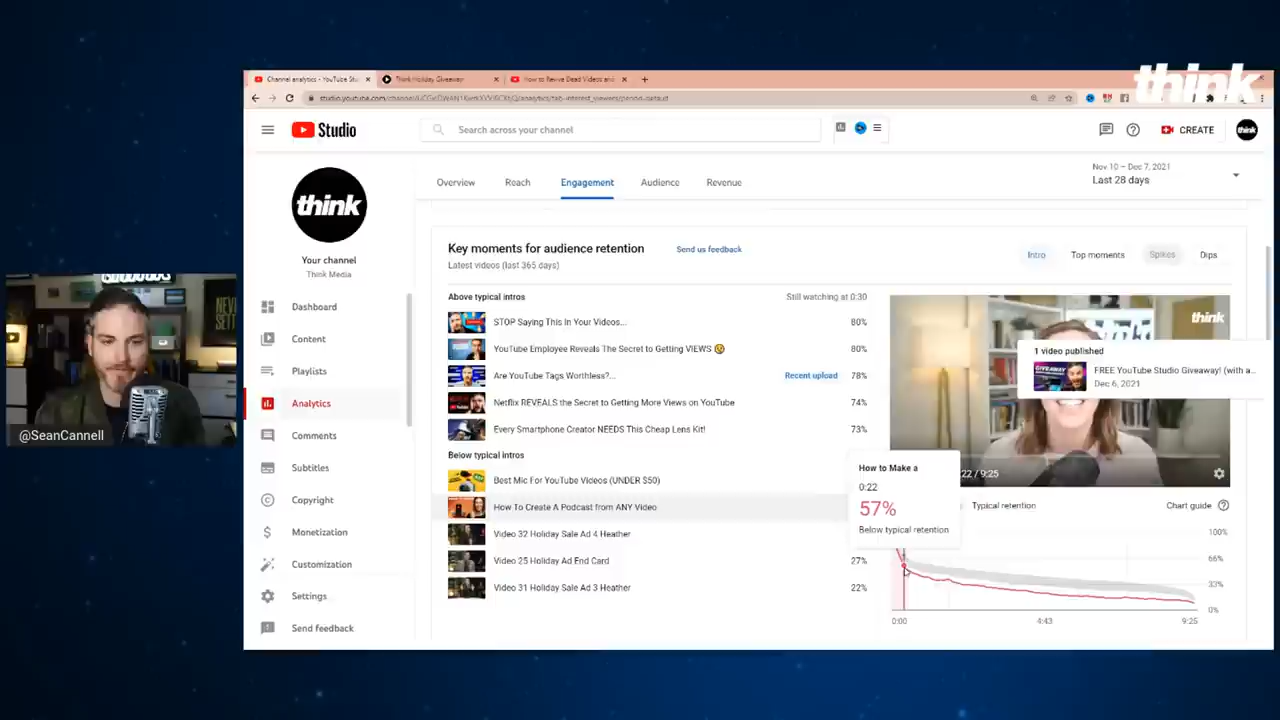 think
Channel analytics - YouTube Stu
Think Holiday Giveaway
How to Revive Dead Videos and
Studio
Search across your channel
CREATE
think
think
Your channel
Think Media
Overview
Reach
Engagement
Audience
Revenue
Nov 10 – Dec 7, 2021
Last 28 days
Dashboard
Content
Playlists
Analytics
Comments
Subtitles
Copyright
Monetization
Customization
Settings
Send feedback
Key moments for audience retention
Send us feedback
Latest videos (last 365 days)
Intro
Top moments
Spikes
Dips
Above typical intros
Still watching at 0:30
STOP Saying This In Your Videos...
80%
YouTube Employee Reveals The Secret to Getting VIEWS 😲
80%
Are YouTube Tags Worthless?...
Recent upload
78%
Netflix REVEALS the Secret to Getting More Views on YouTube
74%
Every Smartphone Creator NEEDS This Cheap Lens Kit!
73%
Below typical intros
Best Mic For YouTube Videos (UNDER $50)
How To Create A Podcast from ANY Video
Video 32 Holiday Sale Ad 4 Heather
Video 25 Holiday Ad End Card
27%
Video 31 Holiday Sale Ad 3 Heather
22%
think
1 video published
FREE YouTube Studio Giveaway! (with a...
Dec 6, 2021
:22 / 9:25
How to Make a
0:22
57%
Below typical retention
Typical retention
Chart guide
100%
66%
33%
0%
0:00
4:43
9:25
@SeanCannell